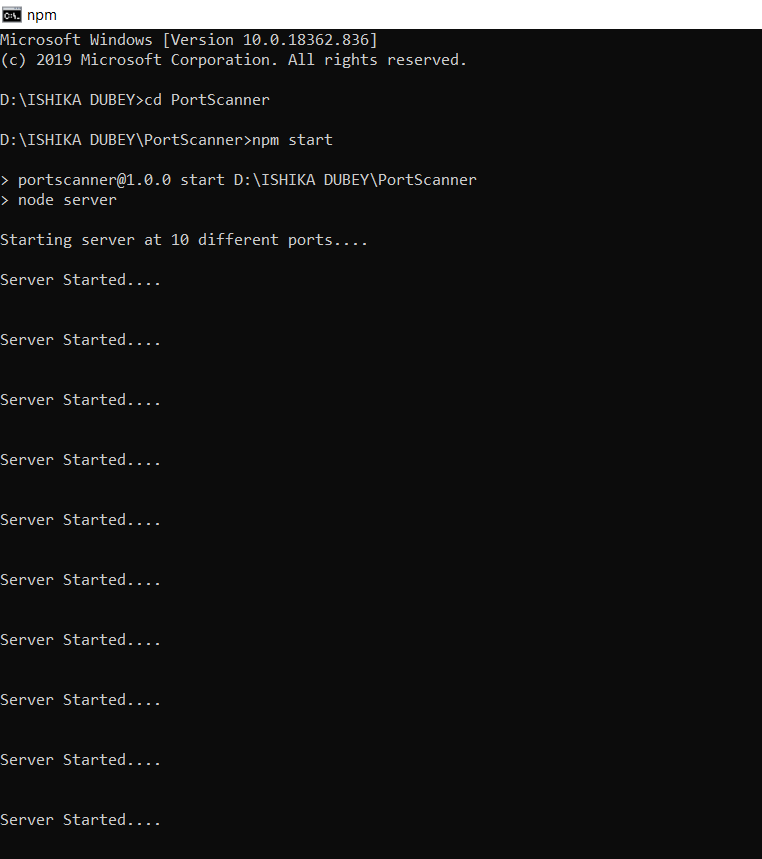 npm
Microsoft Windows [Version 10.0.18362.836]
(c) 2019 Microsoft Corporation. All rights reserved.
D:\ISHIKA DUBEY>cd PortScanner
D:\ISHIKA DUBEY\PortScanner>npm start
> portscanner@1.0.0 start D:\ISHIKA DUBEY\PortScanner
> node server
Starting server at 10 different ports....
Server Started....
Server Started....
Server Started....
Server Started....
Server Started....
Server Started....
Server Started....
Server Started....
Server Started....
Server Started....